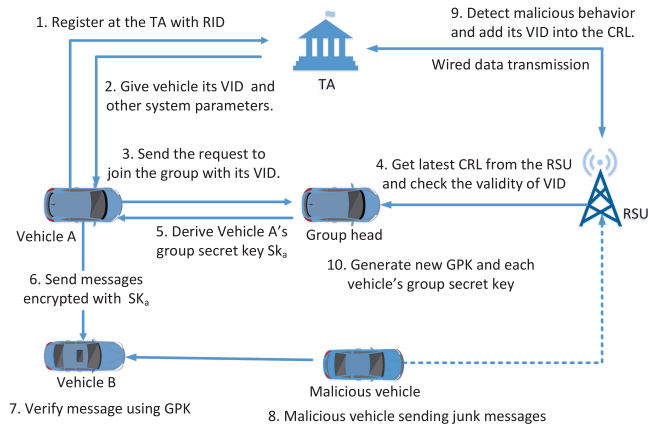 1. Register at the TA with RID
9. Detect malicious behavior
and add its VID into the CRL.
TA
Wired data transmission
2. Give vehicle its VID and
other system parameters.
3. Send the request to
join the group with its VID.
4. Get latest CRL from the RSU
and check the validity of VID
RSU
Vehicle A
5. Derive Vehicle A's
group secret key Skₐ
Group head
6. Send messages
encrypted with SKₐ
10. Generate new GPK and each
vehicle's group secret key
Vehicle B
Malicious vehicle
7. Verify message using GPK
8. Malicious vehicle sending junk messages